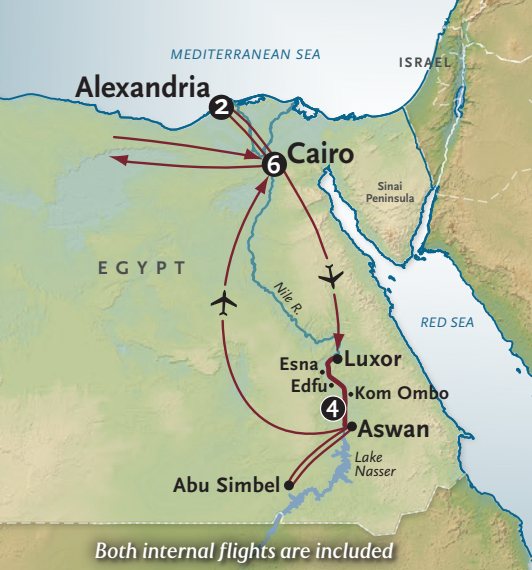 MEDITERRANEAN SEA
ISRAEL
Alexandria
2
6
Cairo
Sinai
Peninsula
EGYPT
Nile R.
RED SEA
Luxor
Esna
Edfu
Kom Ombo
4
Aswan
Lake
Nasser
Abu Simbel
Both internal flights are included